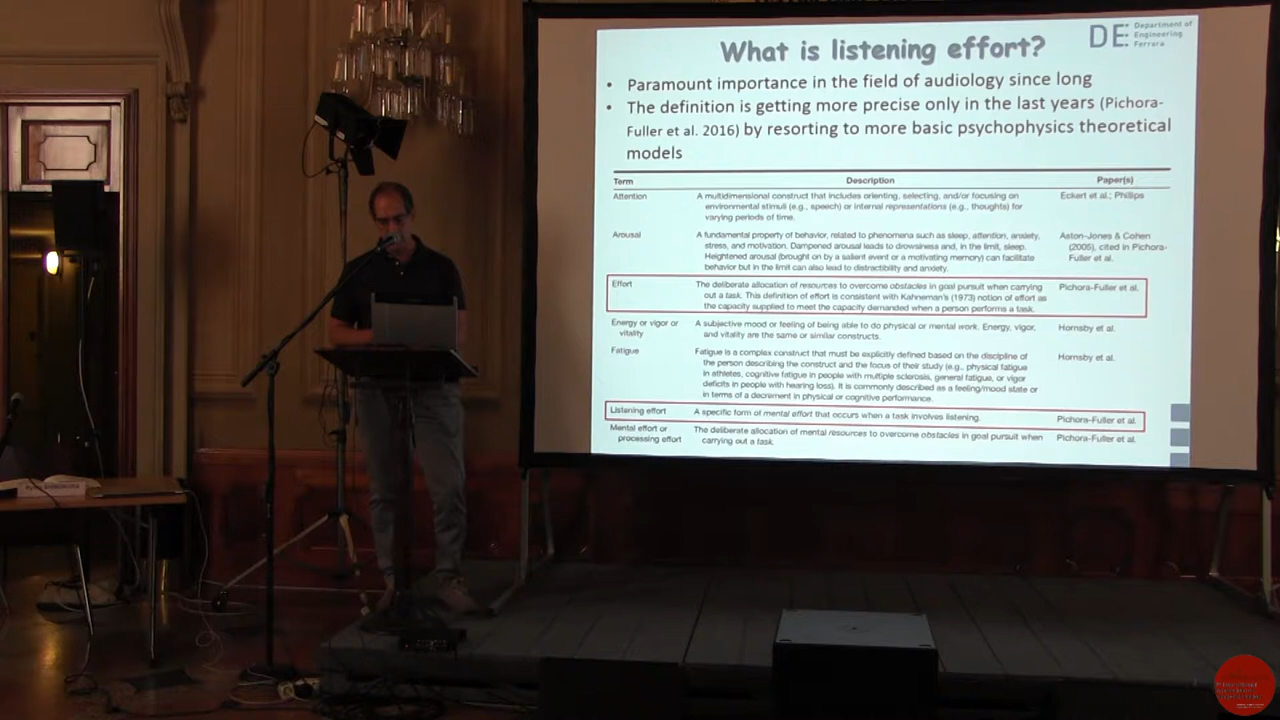 DE Department of
Engineering
Ferrara
What is listening effort?
• Paramount importance in the field of audiology since long
• The definition is getting more precise only in the last years (Pichora-
Fuller et al. 2016) by resorting to more basic psychophysics theoretical
models
Term Description Paper(s)
Attention A multidimensional construct that includes orienting, selecting, and/or focusing on Eckert et al.; Phillips
environmental stimuli (e.g., speech) or internal representations (e.g., thoughts) for
varying periods of time.
Arousal A fundamental property of behavior, related to phenomena such as sleep, attention, anxiety, Aston-Jones & Cohen
stress, and motivation. Dampened arousal leads to drowsiness and, in the limit, sleep. (2005), cited in Pichora-
Heightened arousal (brought on by a salient event or a motivating memory) can facilitate Fuller et al.
behavior but in the limit can also lead to distractibility and anxiety.
Effort The deliberate allocation of resources to overcome obstacles in goal pursuit when carrying Pichora-Fuller et al.
out a task. This definition of effort is consistent with Kahneman's (1973) notion of effort as
the capacity supplied to meet the capacity demanded when a person performs a task.
Energy or vigor or A subjective mood or feeling of being able to do physical or mental work. Energy, vigor, Hornsby et al.
vitality and vitality are the same or similar constructs.
Fatigue Fatigue is a complex construct that must be explicitly defined based on the discipline of Hornsby et al.
the person describing the construct and the focus of their study (e.g., physical fatigue
in athletes, cognitive fatigue in people with multiple sclerosis, general fatigue, or vigor
deficits in people with hearing loss). It is commonly described as a feeling/mood state or
in terms of a decrement in physical or cognitive performance.
Listening effort A specific form of mental effort that occurs when a task involves listening. Pichora-Fuller et al.
Mental effort or The deliberate allocation of mental resources to overcome obstacles in goal pursuit when Pichora-Fuller et al.
processing effort carrying out a task.